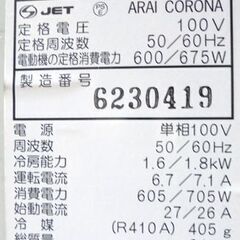 JET PS E ARAI CORONA
定格電圧 100V
定格周波数 50/60Hz
電動機の定格消費電力 600/675W
製造番号
6230419
電源 単相100V
周波数 50/60Hz
冷房能力 1.6/1.8kW
運転電流 6.7/7.1A
消費電力 605/705W
始動電流 27/26A
冷媒 (R410A) 405g
総質量